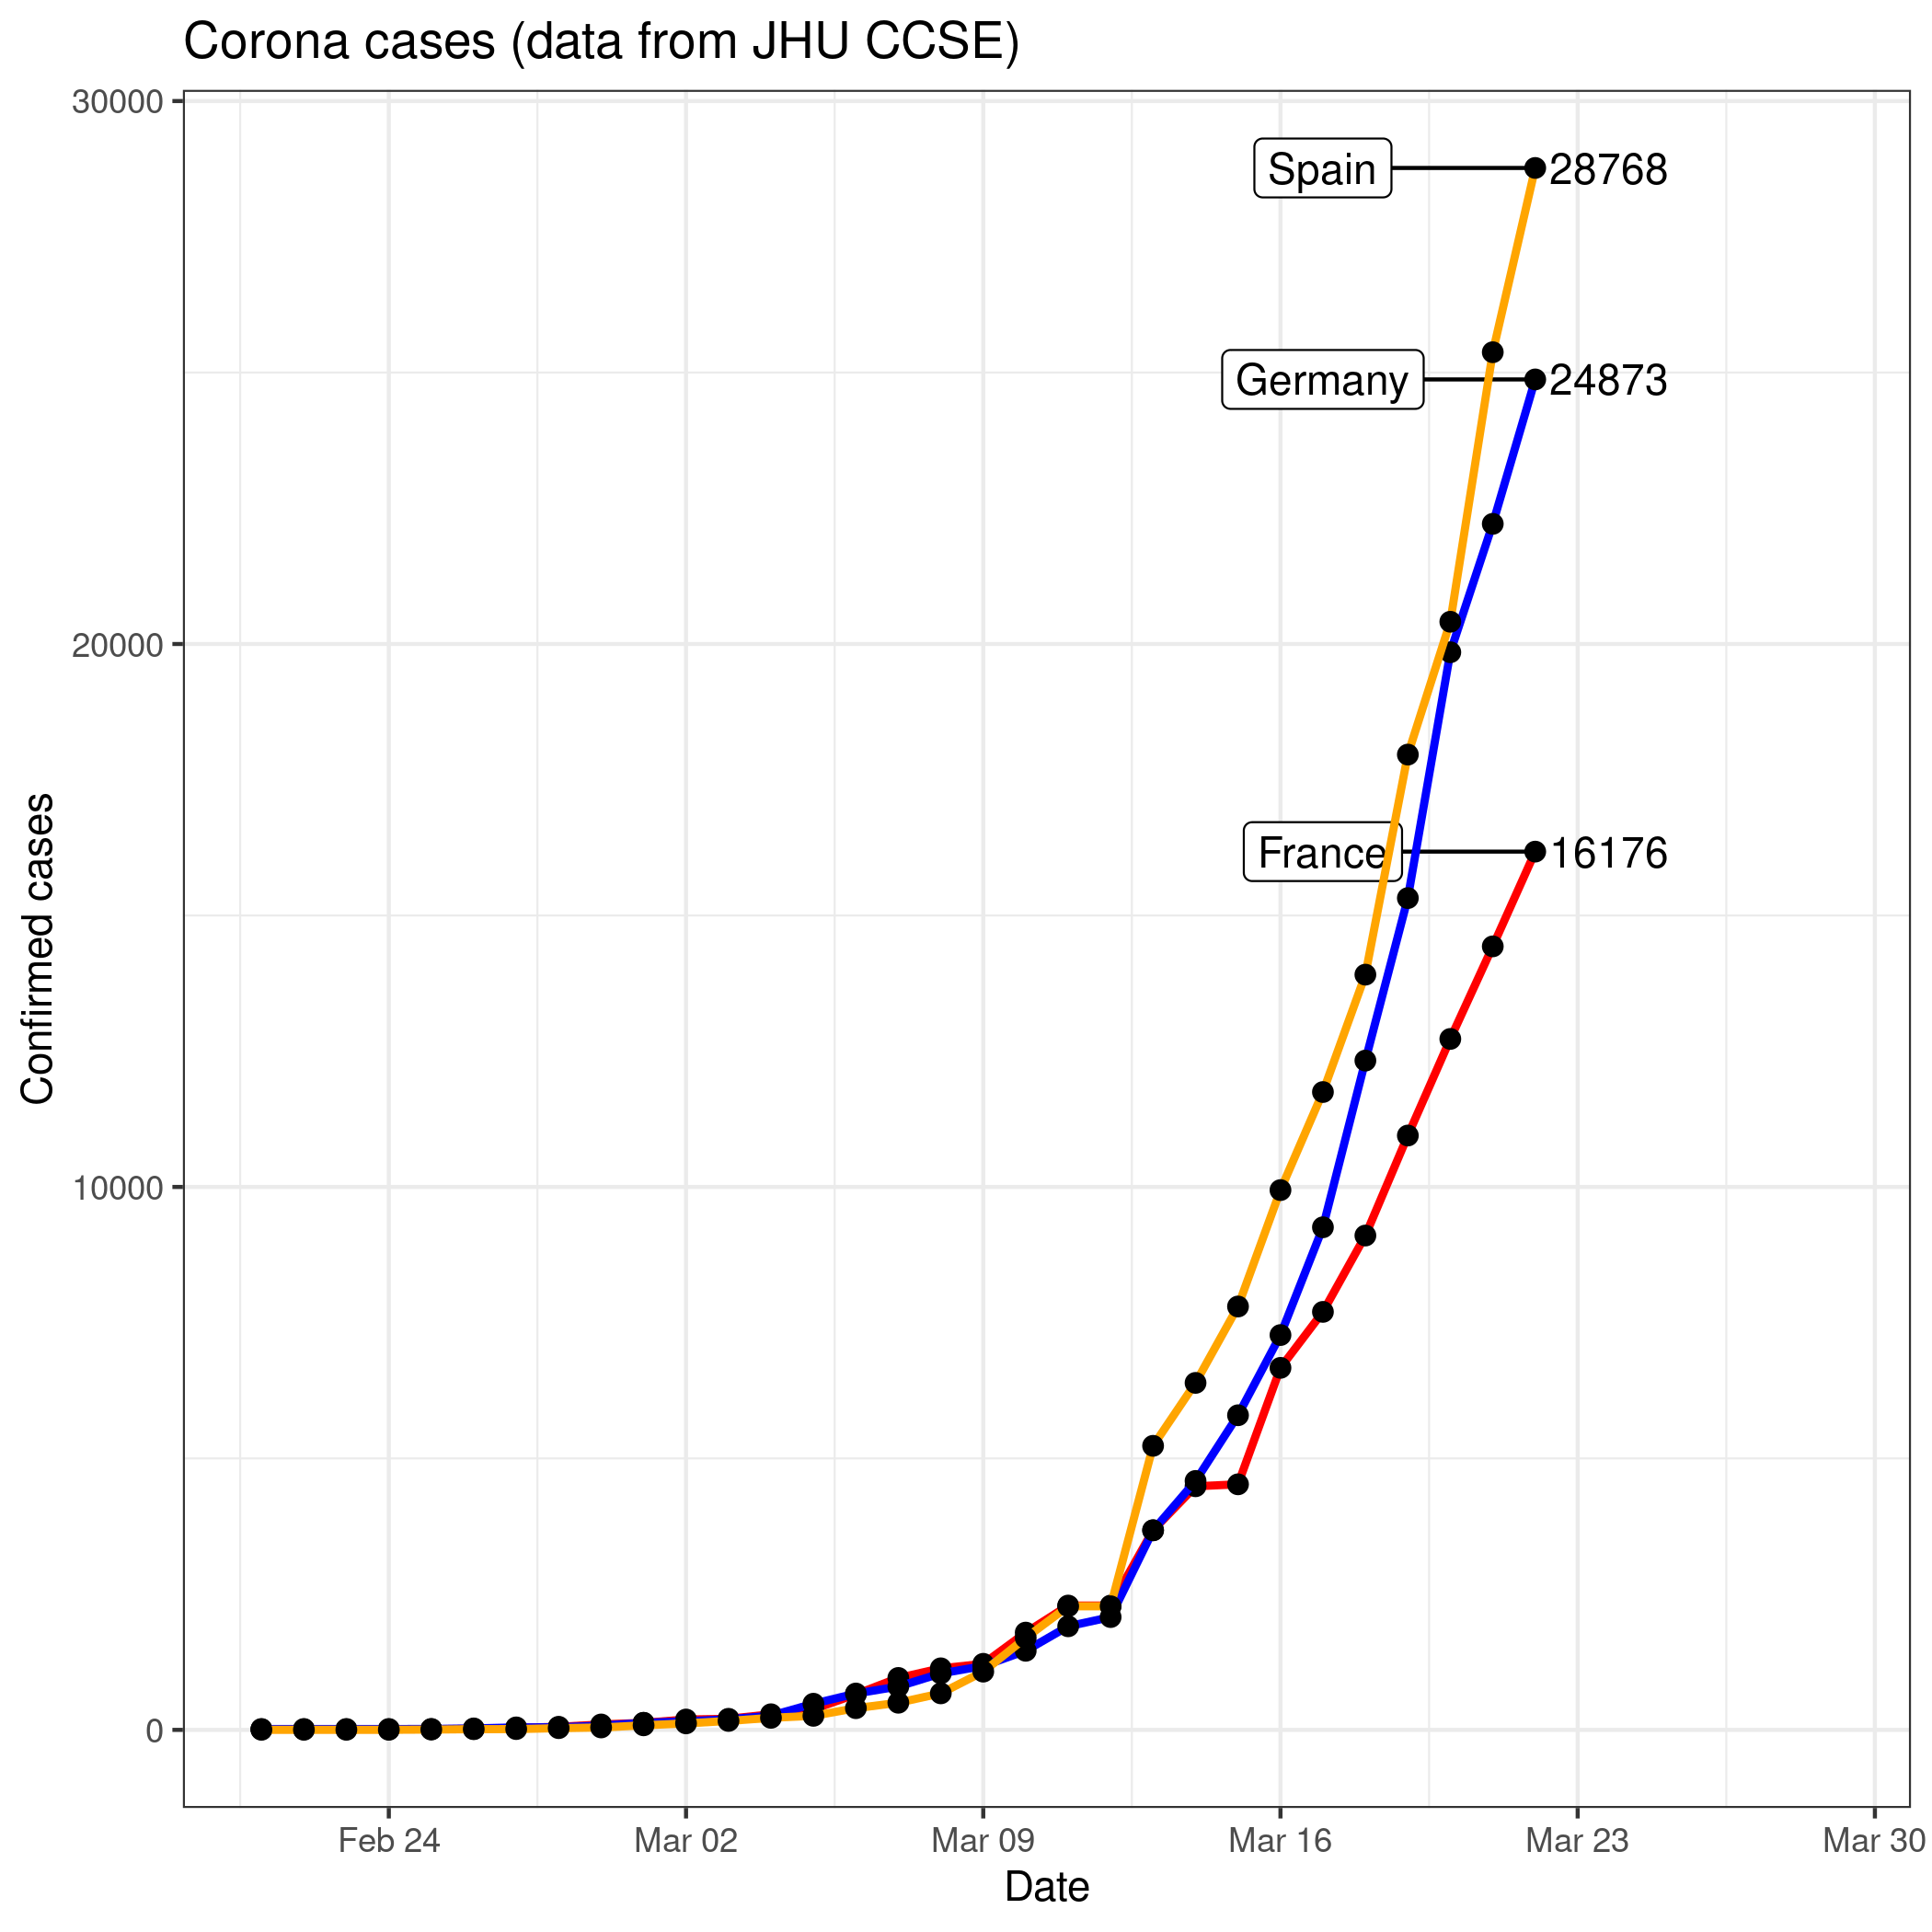 Corona cases (data from JHU CCSE)
30000
Spain 28768
Germany 24873
20000
France 16176
Confirmed cases
10000
0
Feb 24 Mar 02 Mar 09 Mar 16 Mar 23 Mar 30
Date